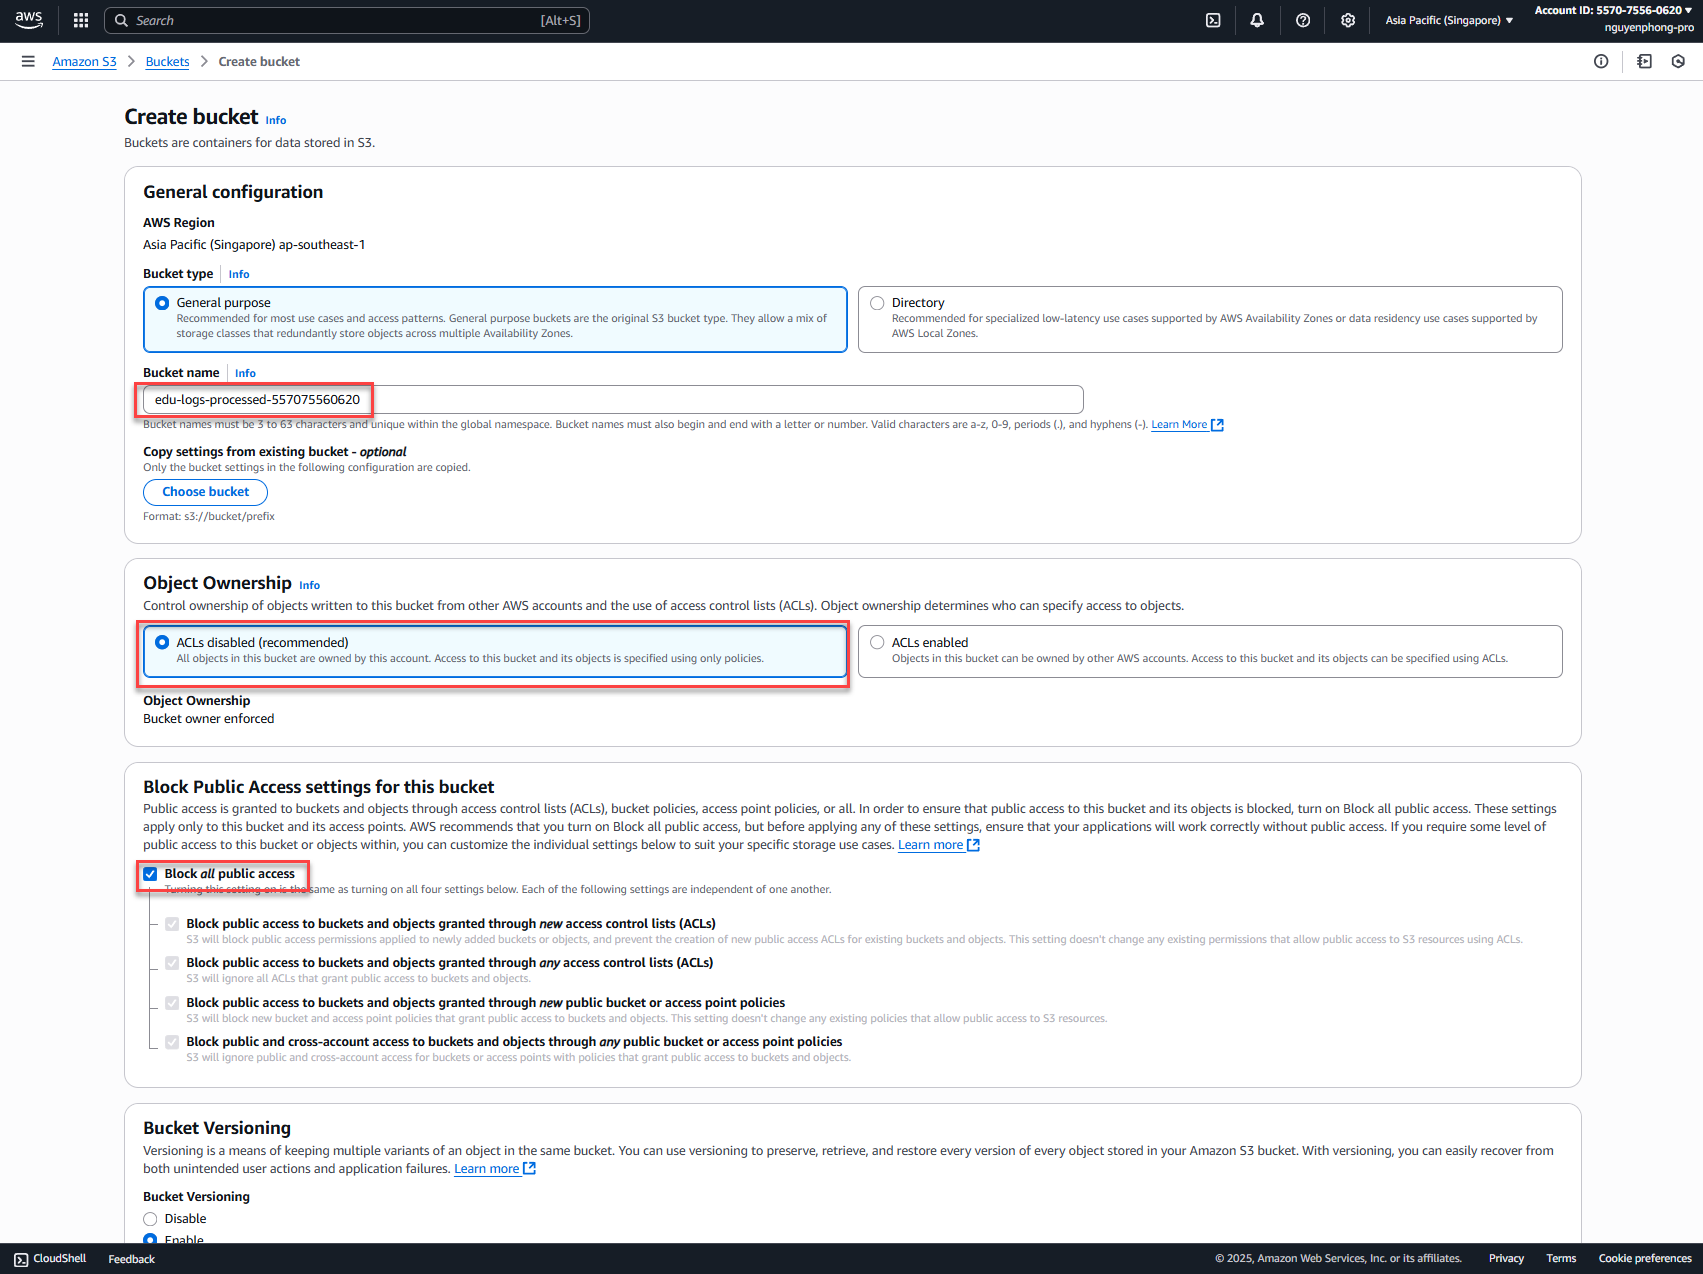 aws
Search [Alt+S]
Asia Pacific (Singapore) ▼
Account ID: 5570-7556-0620 ▼
nguyenphong-pro
Amazon S3 > Buckets > Create bucket
Create bucket Info
Buckets are containers for data stored in S3.
General configuration
AWS Region
Asia Pacific (Singapore) ap-southeast-1
Bucket type Info
General purpose
Recommended for most use cases and access patterns. General purpose buckets are the original S3 bucket type. They allow a mix of
storage classes that redundantly store objects across multiple Availability Zones.
Directory
Recommended for specialized low-latency use cases supported by AWS Availability Zones or data residency use cases supported by
AWS Local Zones.
Bucket name Info
edu-logs-processed-557075560620
Bucket names must be 3 to 63 characters and unique within the global namespace. Bucket names must also begin and end with a letter or number. Valid characters are a-z, 0-9, periods (.), and hyphens (-). Learn More
Copy settings from existing bucket - optional
Only the bucket settings in the following configuration are copied.
Choose bucket
Format: s3://bucket/prefix
Object Ownership Info
Control ownership of objects written to this bucket from other AWS accounts and the use of access control lists (ACLs). Object ownership determines who can specify access to objects.
ACLs disabled (recommended)
All objects in this bucket are owned by this account. Access to this bucket and its objects is specified using only policies.
ACLs enabled
Objects in this bucket can be owned by other AWS accounts. Access to this bucket and its objects can be specified using ACLs.
Object Ownership
Bucket owner enforced
Block Public Access settings for this bucket
Public access is granted to buckets and objects through access control lists (ACLs), bucket policies, access point policies, or all. In order to ensure that public access to this bucket and its objects is blocked, turn on Block all public access. These settings
apply only to this bucket and its access points. AWS recommends that you turn on Block all public access, but before applying any of these settings, ensure that your applications will work correctly without public access. If you require some level of
public access to this bucket or objects within, you can customize the individual settings below to suit your specific storage use cases. Learn more
Block all public access
Turning this setting on is the same as turning on all four settings below. Each of the following settings are independent of one another.
Block public access to buckets and objects granted through new access control lists (ACLs)
S3 will block public access permissions applied to newly added buckets or objects, and prevent the creation of new public access ACLs for existing buckets and objects. This setting doesn't change any existing permissions that allow public access to S3 resources using ACLs.
Block public access to buckets and objects granted through any access control lists (ACLs)
S3 will ignore all ACLs that grant public access to buckets and objects.
Block public access to buckets and objects granted through new public bucket or access point policies
S3 will block new bucket and access point policies that grant public access to buckets and objects. This setting doesn't change any existing policies that allow public access to S3 resources.
Block public and cross-account access to buckets and objects through any public bucket or access point policies
S3 will ignore public and cross-account access for buckets or access points with policies that grant public access to buckets and objects.
Bucket Versioning
Versioning is a means of keeping multiple variants of an object in the same bucket. You can use versioning to preserve, retrieve, and restore every version of every object stored in your Amazon S3 bucket. With versioning, you can easily recover from
both unintended user actions and application failures. Learn more
Bucket Versioning
Disable
Enable
CloudShell Feedback © 2025, Amazon Web Services, Inc. or its affiliates. Privacy Terms Cookie preferences